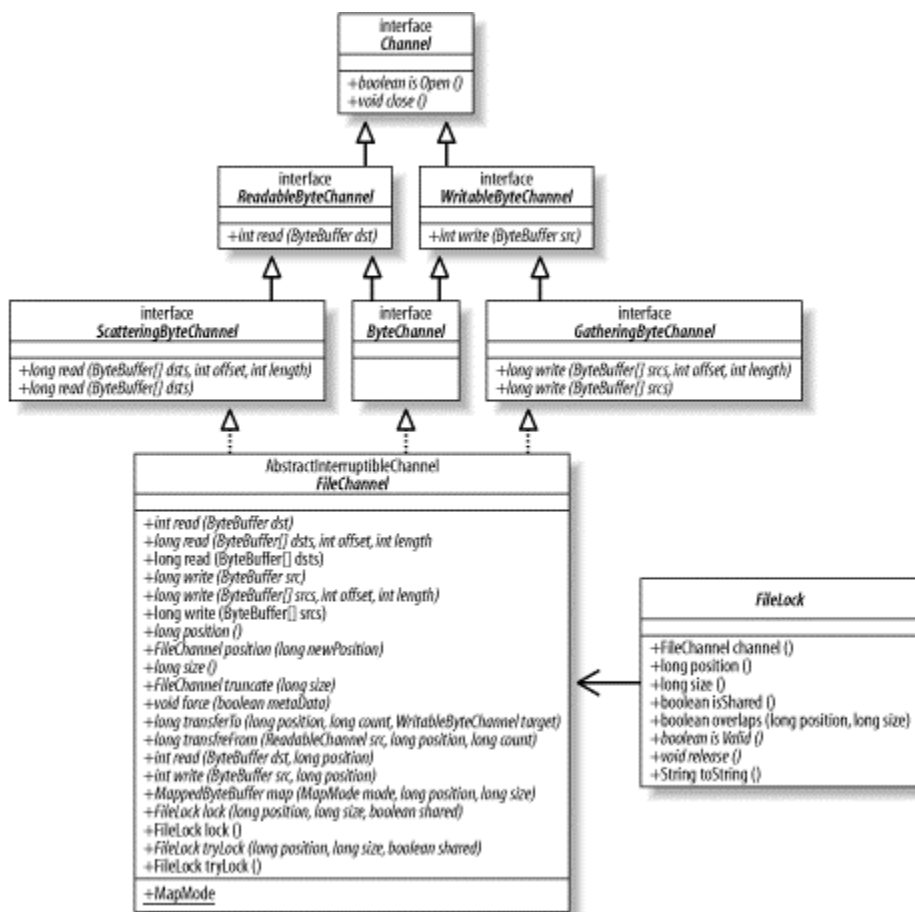 interface
Channel
+boolean is Open ()
+void close ()
interface
ReadableByteChannel
+int read (ByteBuffer dst)
interface
WritableByteChannel
+int write (ByteBuffer src)
interface
ScatteringByteChannel
+long read (ByteBuffer[] dsts, int offset, int length)
+long read (ByteBuffer[] dsts)
interface
ByteChannel
interface
GatheringByteChannel
+long write (ByteBuffer[] srcs, int offset, int length)
+long write (ByteBuffer[] srcs)
AbstractInterruptibleChannel
FileChannel
+int read (ByteBuffer dst)
+long read (ByteBuffer[] dsts, int offset, int length
+long read (ByteBuffer[] dsts)
+long write (ByteBuffer src)
+long write (ByteBuffer[] srcs, int offset, int length)
+long write (ByteBuffer[] srcs)
+long position ()
+FileChannel position (long newPosition)
+long size ()
+FileChannel truncate (long size)
+void force (boolean metaData)
+long transferTo (long position, long count, WritableByteChannel target)
+long transfreFrom (ReadableChannel src, long position, long count)
+int read (ByteBuffer dst, long position)
+int write (ByteBuffer src, long position)
+MappedByteBuffer map (MapMode mode, long position, long size)
+FileLock lock (long position, long size, boolean shared)
+FileLock lock ()
+FileLock tryLock (long position, long size, boolean shared)
+FileLock tryLock ()
+MapMode
FileLock
+FileChannel channel ()
+long position ()
+long size ()
+boolean isShared ()
+boolean overlaps (long position, long size)
+boolean is Valid ()
+void release ()
+String toString ()